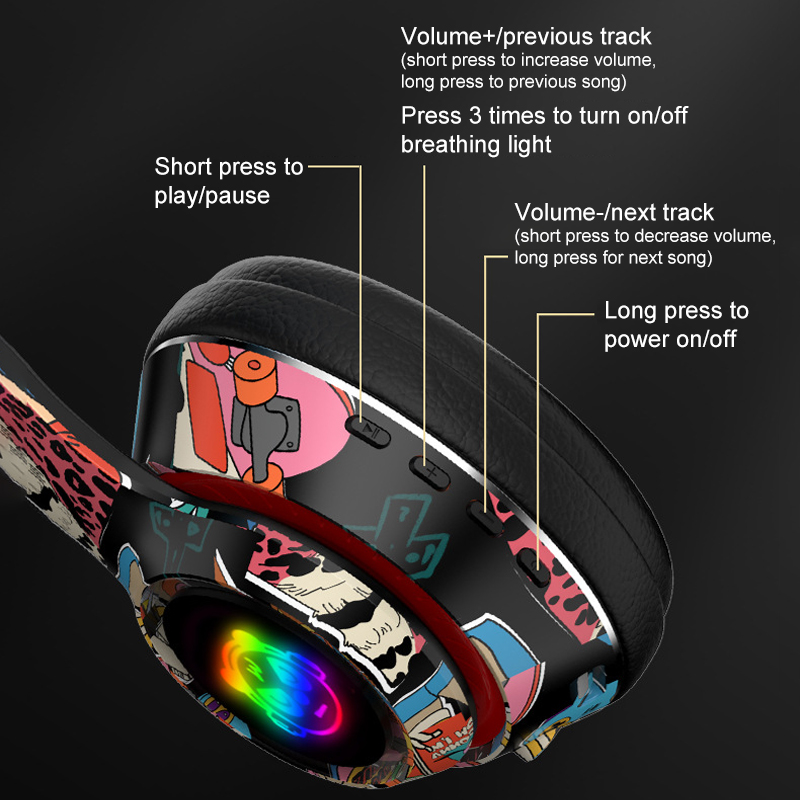 Volume+/previous track
(short press to increase volume,
long press to previous song)
Press 3 times to turn on/off
breathing light
Short press to
play/pause
Volume-/next track
(short press to decrease volume,
long press for next song)
Long press to
power on/off